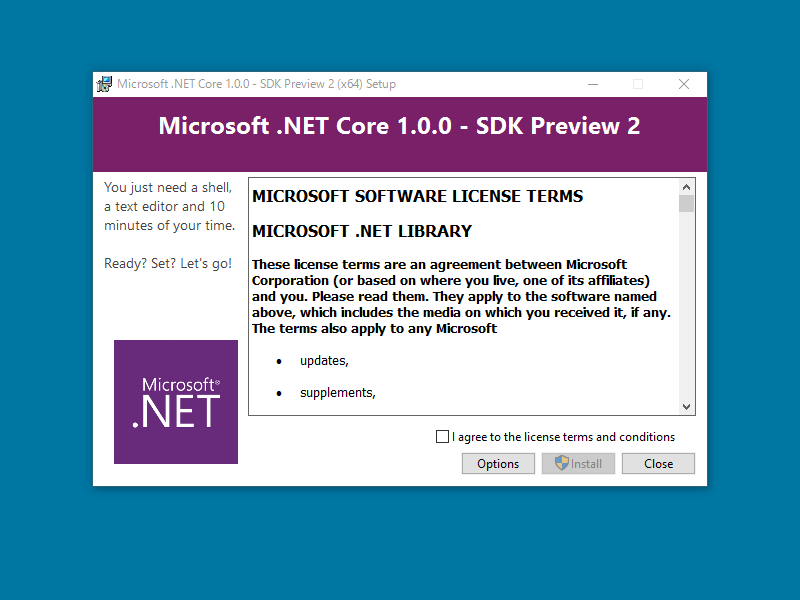 Microsoft .NET Core 1.0.0 - SDK Preview 2 (x64) Setup
Microsoft .NET Core 1.0.0 - SDK Preview 2
You just need a shell,
a text editor and 10
minutes of your time.
Ready? Set? Let's go!
Microsoft®
.NET
MICROSOFT SOFTWARE LICENSE TERMS
MICROSOFT .NET LIBRARY
These license terms are an agreement between Microsoft
Corporation (or based on where you live, one of its affiliates)
and you. Please read them. They apply to the software named
above, which includes the media on which you received it, if any.
The terms also apply to any Microsoft
• updates,
• supplements,
I agree to the license terms and conditions
Options
Install
Close